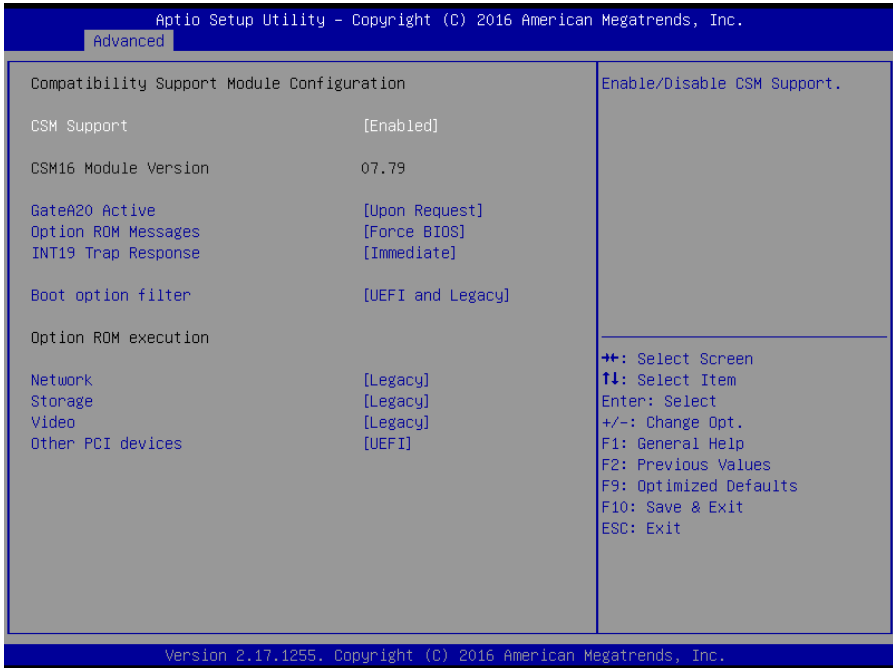 Aptio Setup Utility – Copyright (C) 2016 American Megatrends, Inc.
Advanced
Compatibility Support Module Configuration
CSM Support [Enabled]
CSM16 Module Version 07.79
GateA20 Active [Upon Request]
Option ROM Messages [Force BIOS]
INT19 Trap Response [Immediate]
Boot option filter [UEFI and Legacy]
Option ROM execution
Network [Legacy]
Storage [Legacy]
Video [Legacy]
Other PCI devices [UEFI]
Enable/Disable CSM Support.
→←: Select Screen
↑↓: Select Item
Enter: Select
+/-: Change Opt.
F1: General Help
F2: Previous Values
F9: Optimized Defaults
F10: Save & Exit
ESC: Exit
Version 2.17.1255. Copyright (C) 2016 American Megatrends, Inc.